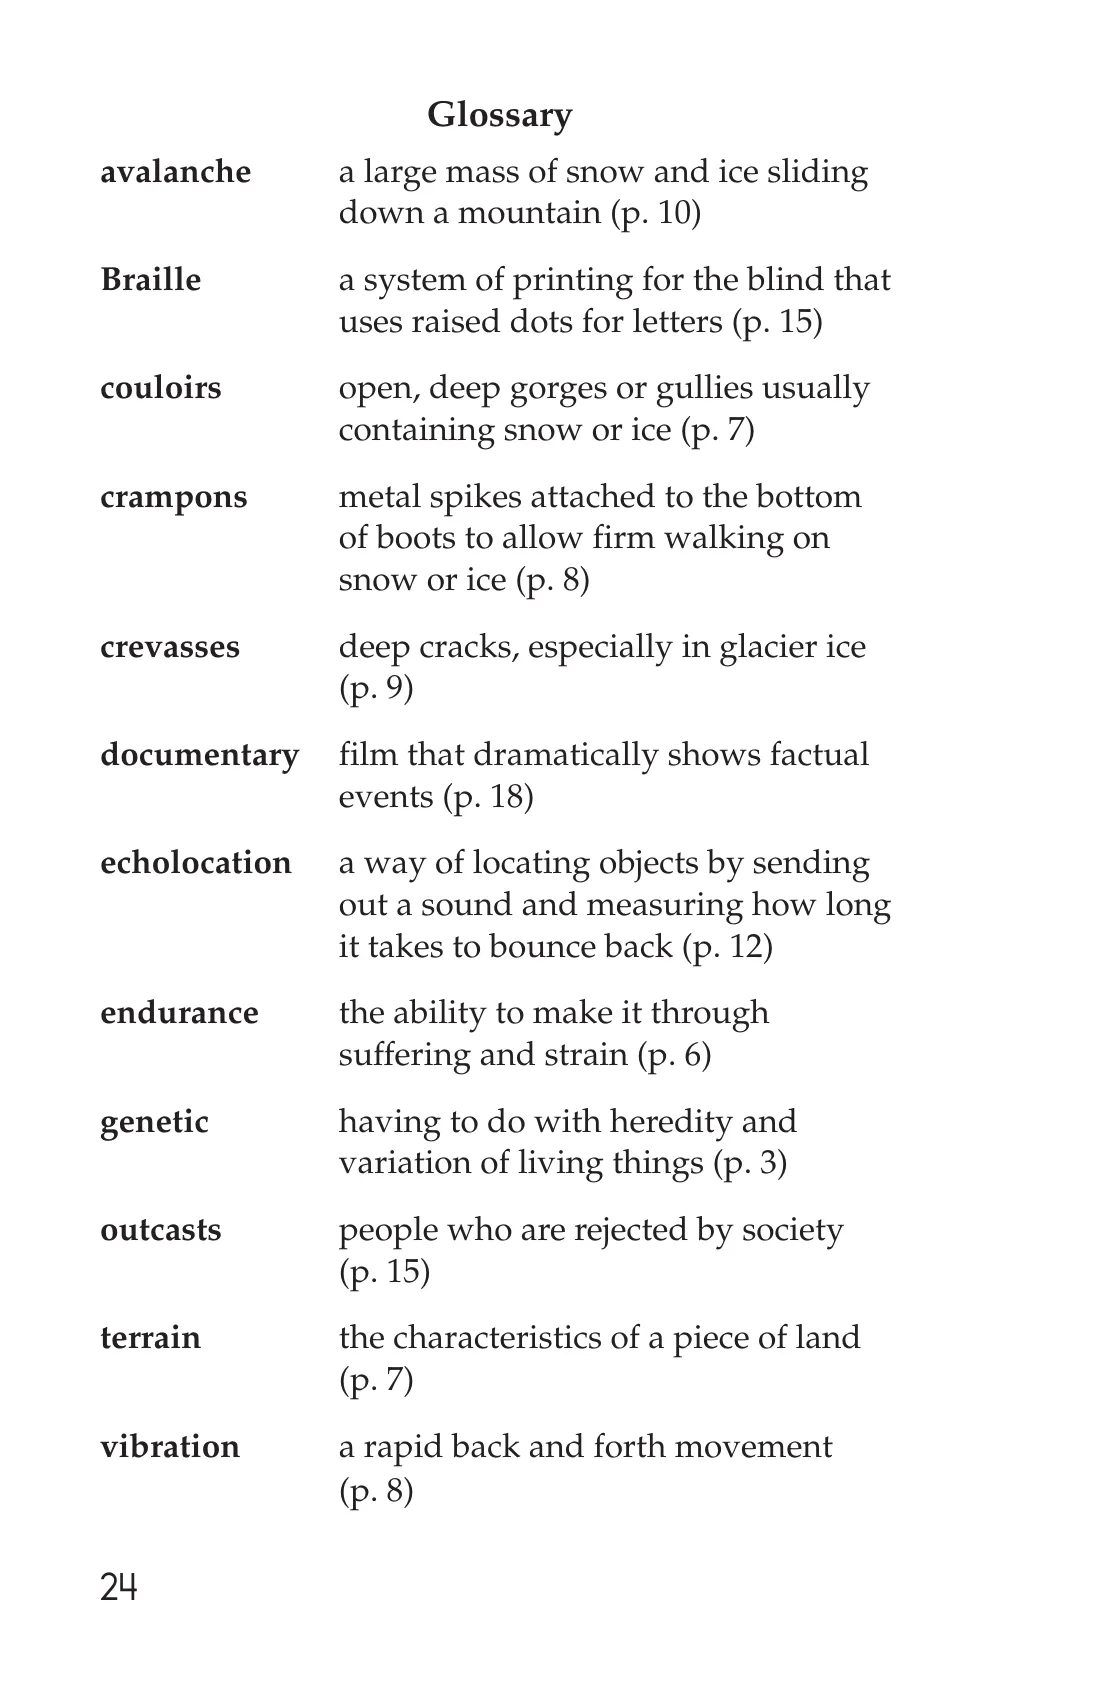 Glossary
avalanche a large mass of snow and ice sliding
down a mountain (p. 10)
Braille a system of printing for the blind that
uses raised dots for letters (p. 15)
couloirs open, deep gorges or gullies usually
containing snow or ice (p. 7)
crampons metal spikes attached to the bottom
of boots to allow firm walking on
snow or ice (p. 8)
crevasses deep cracks, especially in glacier ice
(p. 9)
documentary film that dramatically shows factual
events (p. 18)
echolocation a way of locating objects by sending
out a sound and measuring how long
it takes to bounce back (p. 12)
endurance the ability to make it through
suffering and strain (p. 6)
genetic having to do with heredity and
variation of living things (p. 3)
outcasts people who are rejected by society
(p. 15)
terrain the characteristics of a piece of land
(p. 7)
vibration a rapid back and forth movement
(p. 8)
24